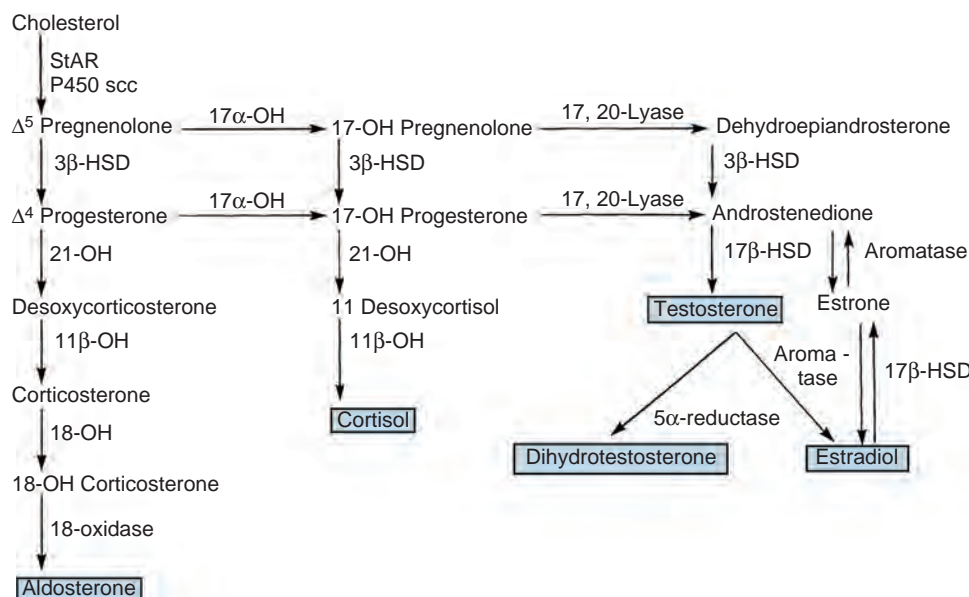 Cholesterol
StAR
P450 scc
Δ⁵ Pregnenolone
17α-OH
17-OH Pregnenolone
17, 20-Lyase
Dehydroepiandrosterone
3β-HSD
3β-HSD
3β-HSD
Δ⁴ Progesterone
17α-OH
17-OH Progesterone
17, 20-Lyase
Androstenedione
21-OH
21-OH
17β-HSD
Aromatase
Desoxycorticosterone
11 Desoxycortisol
Testosterone
Estrone
11β-OH
11β-OH
Aroma -
tase
17β-HSD
Corticosterone
Cortisol
5α-reductase
18-OH
Dihydrotestosterone
Estradiol
18-OH Corticosterone
18-oxidase
Aldosterone